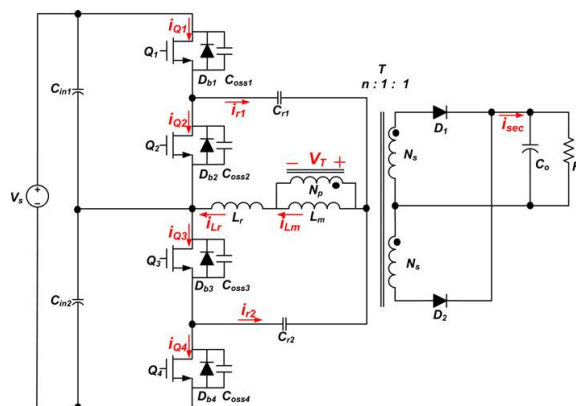 iQ1
Q1
Db1 Coss1
T
n : 1 : 1
Cin1
ir1
Cr1
iQ2
Q2
Db2 Coss2
D1
isec
VT
Ns
Co
Vs
Np
iLr
Lr
iLm
Lm
iQ3
Q3
Db3
Coss3
Ns
Cin2
ir2
Cr2
D2
iQ4
Q4
Db4 Coss4